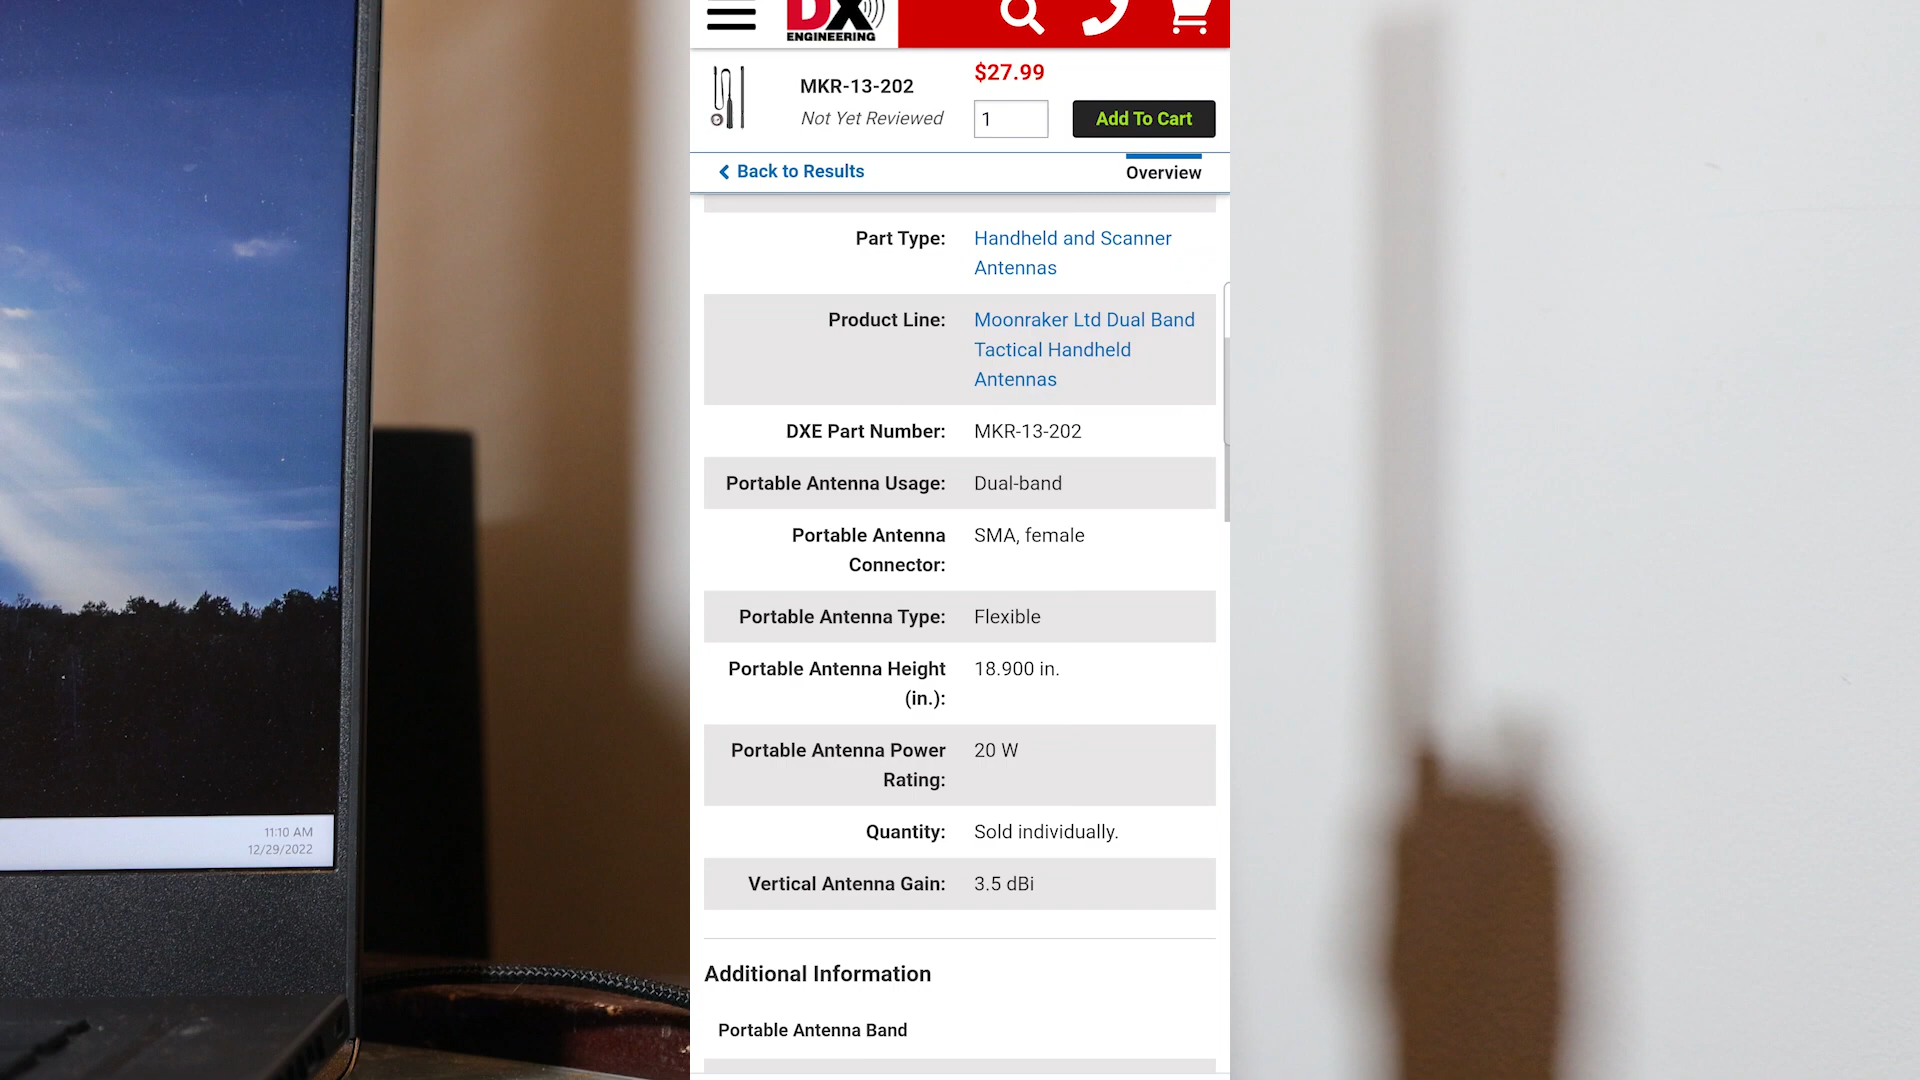 DX
ENGINEERING
MKR-13-202
Not Yet Reviewed
$27.99
1
Add To Cart
Back to Results
Overview
Part Type: Handheld and Scanner
Antennas
Product Line: Moonraker Ltd Dual Band
Tactical Handheld
Antennas
DXE Part Number: MKR-13-202
Portable Antenna Usage: Dual-band
Portable Antenna SMA, female
Connector:
Portable Antenna Type: Flexible
Portable Antenna Height 18.900 in.
(in.):
Portable Antenna Power 20 W
Rating:
Quantity: Sold individually.
Vertical Antenna Gain: 3.5 dBi
Additional Information
Portable Antenna Band
11:10 AM
12/29/2022